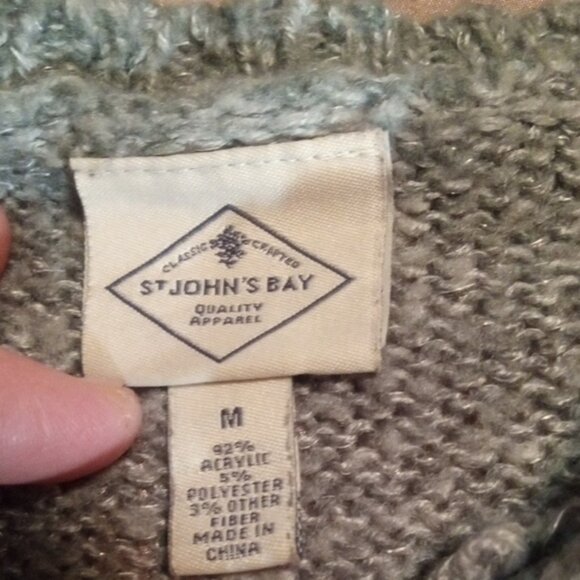 CLASSIC CRAFTED
ST JOHN'S BAY
QUALITY
APPAREL
M
92%
ACRYLIC
5%
POLYESTER
3% OTHER
FIBER
MADE IN
CHINA